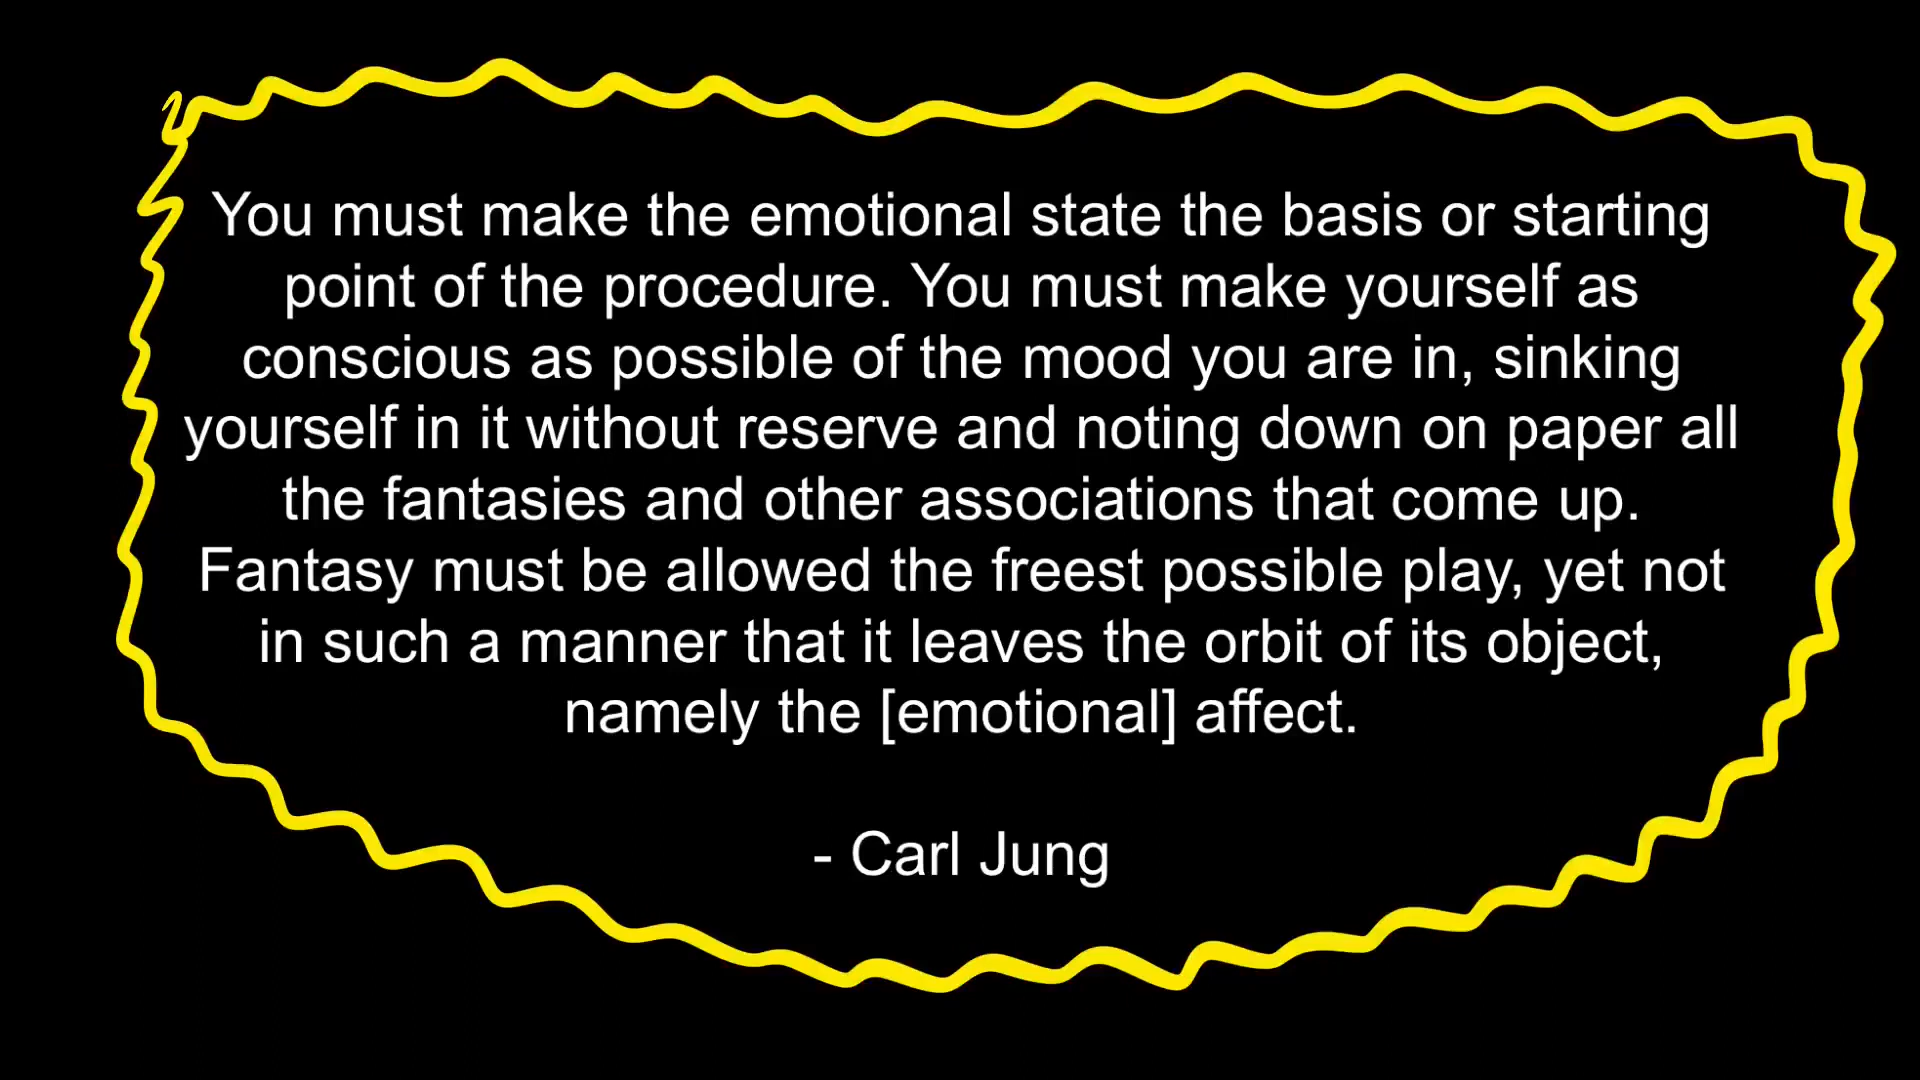 You must make the emotional state the basis or starting
point of the procedure. You must make yourself as
conscious as possible of the mood you are in, sinking
yourself in it without reserve and noting down on paper all
the fantasies and other associations that come up.
Fantasy must be allowed the freest possible play, yet not
in such a manner that it leaves the orbit of its object,
namely the [emotional] affect.
- Carl Jung